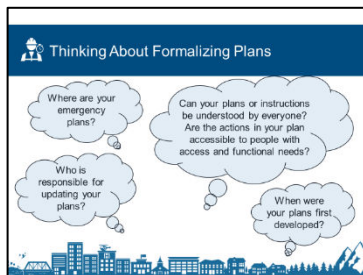 Thinking About Formalizing Plans
Where are your
emergency
plans?
Can your plans or instructions
be understood by everyone?
Are the actions in your plan
accessible to people with
access and functional needs?
Who is
responsible for
updating your
plans?
When were
your plans first
developed?